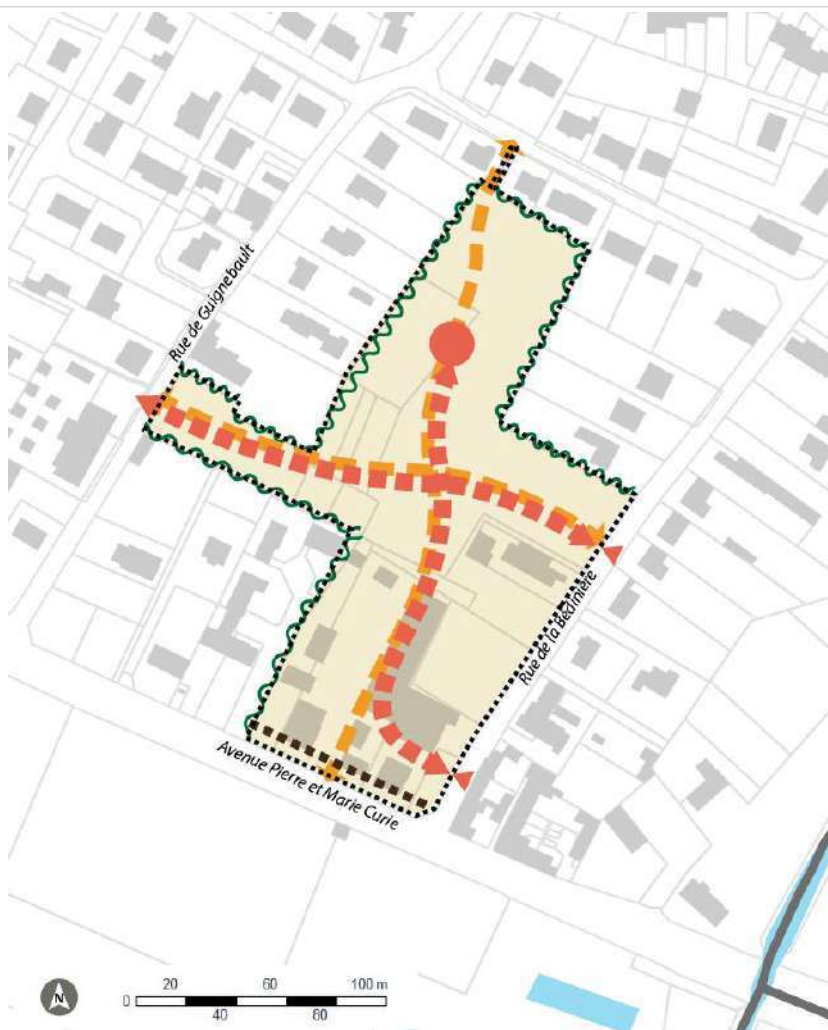 Rue de Guignebault
Rue de la Bédinière
Avenue Pierre et Marie Curie
N
0 20 60 100 m
40 80